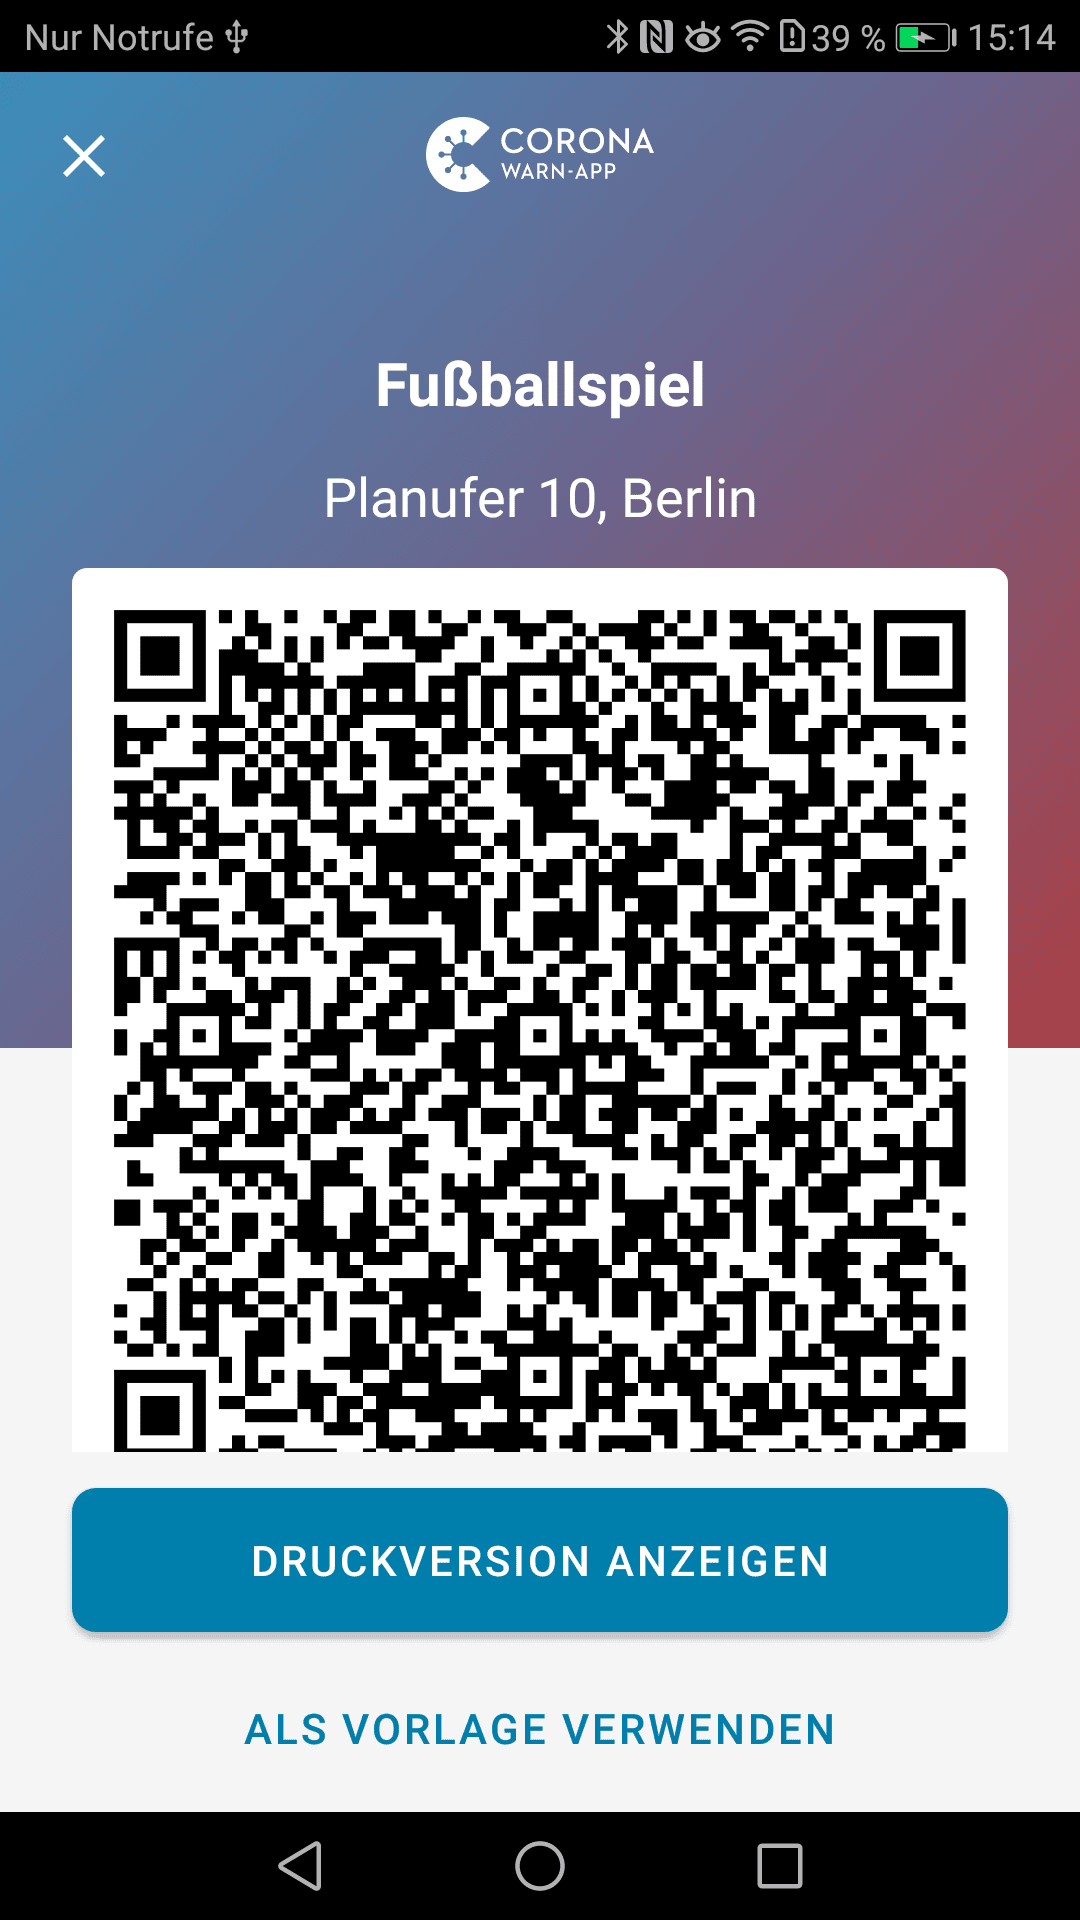 Nur Notrufe 39 % 15:14
CORONA
WARN-APP
Fußballspiel
Planufer 10, Berlin
DRUCKVERSION ANZEIGEN
ALS VORLAGE VERWENDEN